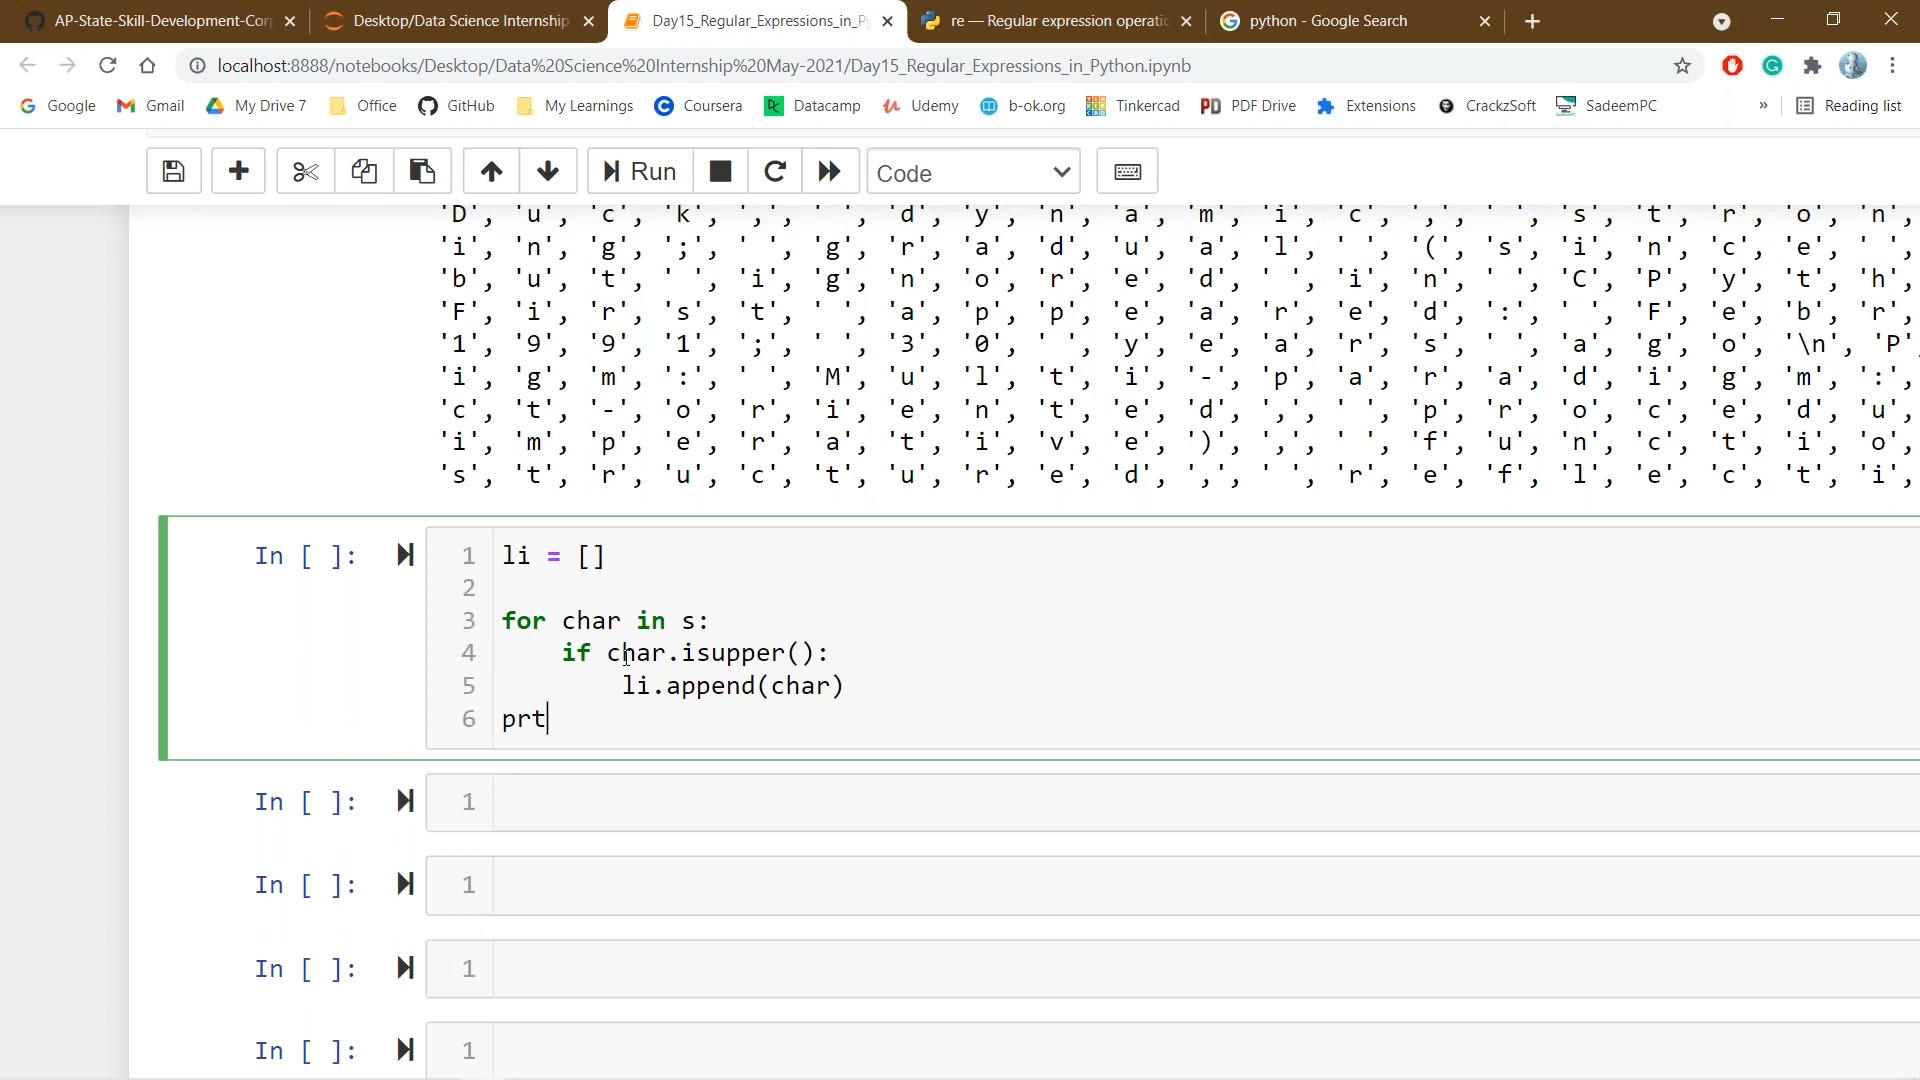 AP-State-Skill-Development-Cor
Desktop/Data Science Internship
Day15_Regular_Expressions_in_P
re — Regular expression operatic
python - Google Search
localhost:8888/notebooks/Desktop/Data%20Science%20Internship%20May-2021/Day15_Regular_Expressions_in_Python.ipynb
Google Gmail My Drive 7 Office GitHub My Learnings Coursera Datacamp Udemy b-ok.org Tinkercad PDF Drive Extensions CrackzSoft SadeemPC » Reading list
Run Code
'D', 'u', 'c', 'k', ',', ' ', 'd', 'y', 'n', 'a', 'm', 'i', 'c', ',', ' ', 's', 't', 'r', 'o', 'n',
'i', 'n', 'g', ';', ' ', 'g', 'r', 'a', 'd', 'u', 'a', 'l', ' ', '(', 's', 'i', 'n', 'c', 'e', ' ',
'b', 'u', 't', ' ', 'i', 'g', 'n', 'o', 'r', 'e', 'd', ' ', 'i', 'n', ' ', 'C', 'P', 'y', 't', 'h',
'F', 'i', 'r', 's', 't', ' ', 'a', 'p', 'p', 'e', 'a', 'r', 'e', 'd', ':', ' ', 'F', 'e', 'b', 'r',
'1', '9', '9', '1', ';', ' ', '3', '0', ' ', 'y', 'e', 'a', 'r', 's', ' ', 'a', 'g', 'o', '\n', 'P'
'i', 'g', 'm', ':', ' ', 'M', 'u', 'l', 't', 'i', '-', 'p', 'a', 'r', 'a', 'd', 'i', 'g', 'm', ':',
'c', 't', '-', 'o', 'r', 'i', 'e', 'n', 't', 'e', 'd', ',', ' ', 'p', 'r', 'o', 'c', 'e', 'd', 'u',
'i', 'm', 'p', 'e', 'r', 'a', 't', 'i', 'v', 'e', ')', ',', ' ', 'f', 'u', 'n', 'c', 't', 'i', 'o',
's', 't', 'r', 'u', 'c', 't', 'u', 'r', 'e', 'd', ',', ' ', 'r', 'e', 'f', 'l', 'e', 'c', 't', 'i',
In [ ]: 1 li = []
2
3 for char in s:
4 if char.isupper():
5 li.append(char)
6 prt
In [ ]: 1
In [ ]: 1
In [ ]: 1
In [ ]: 1